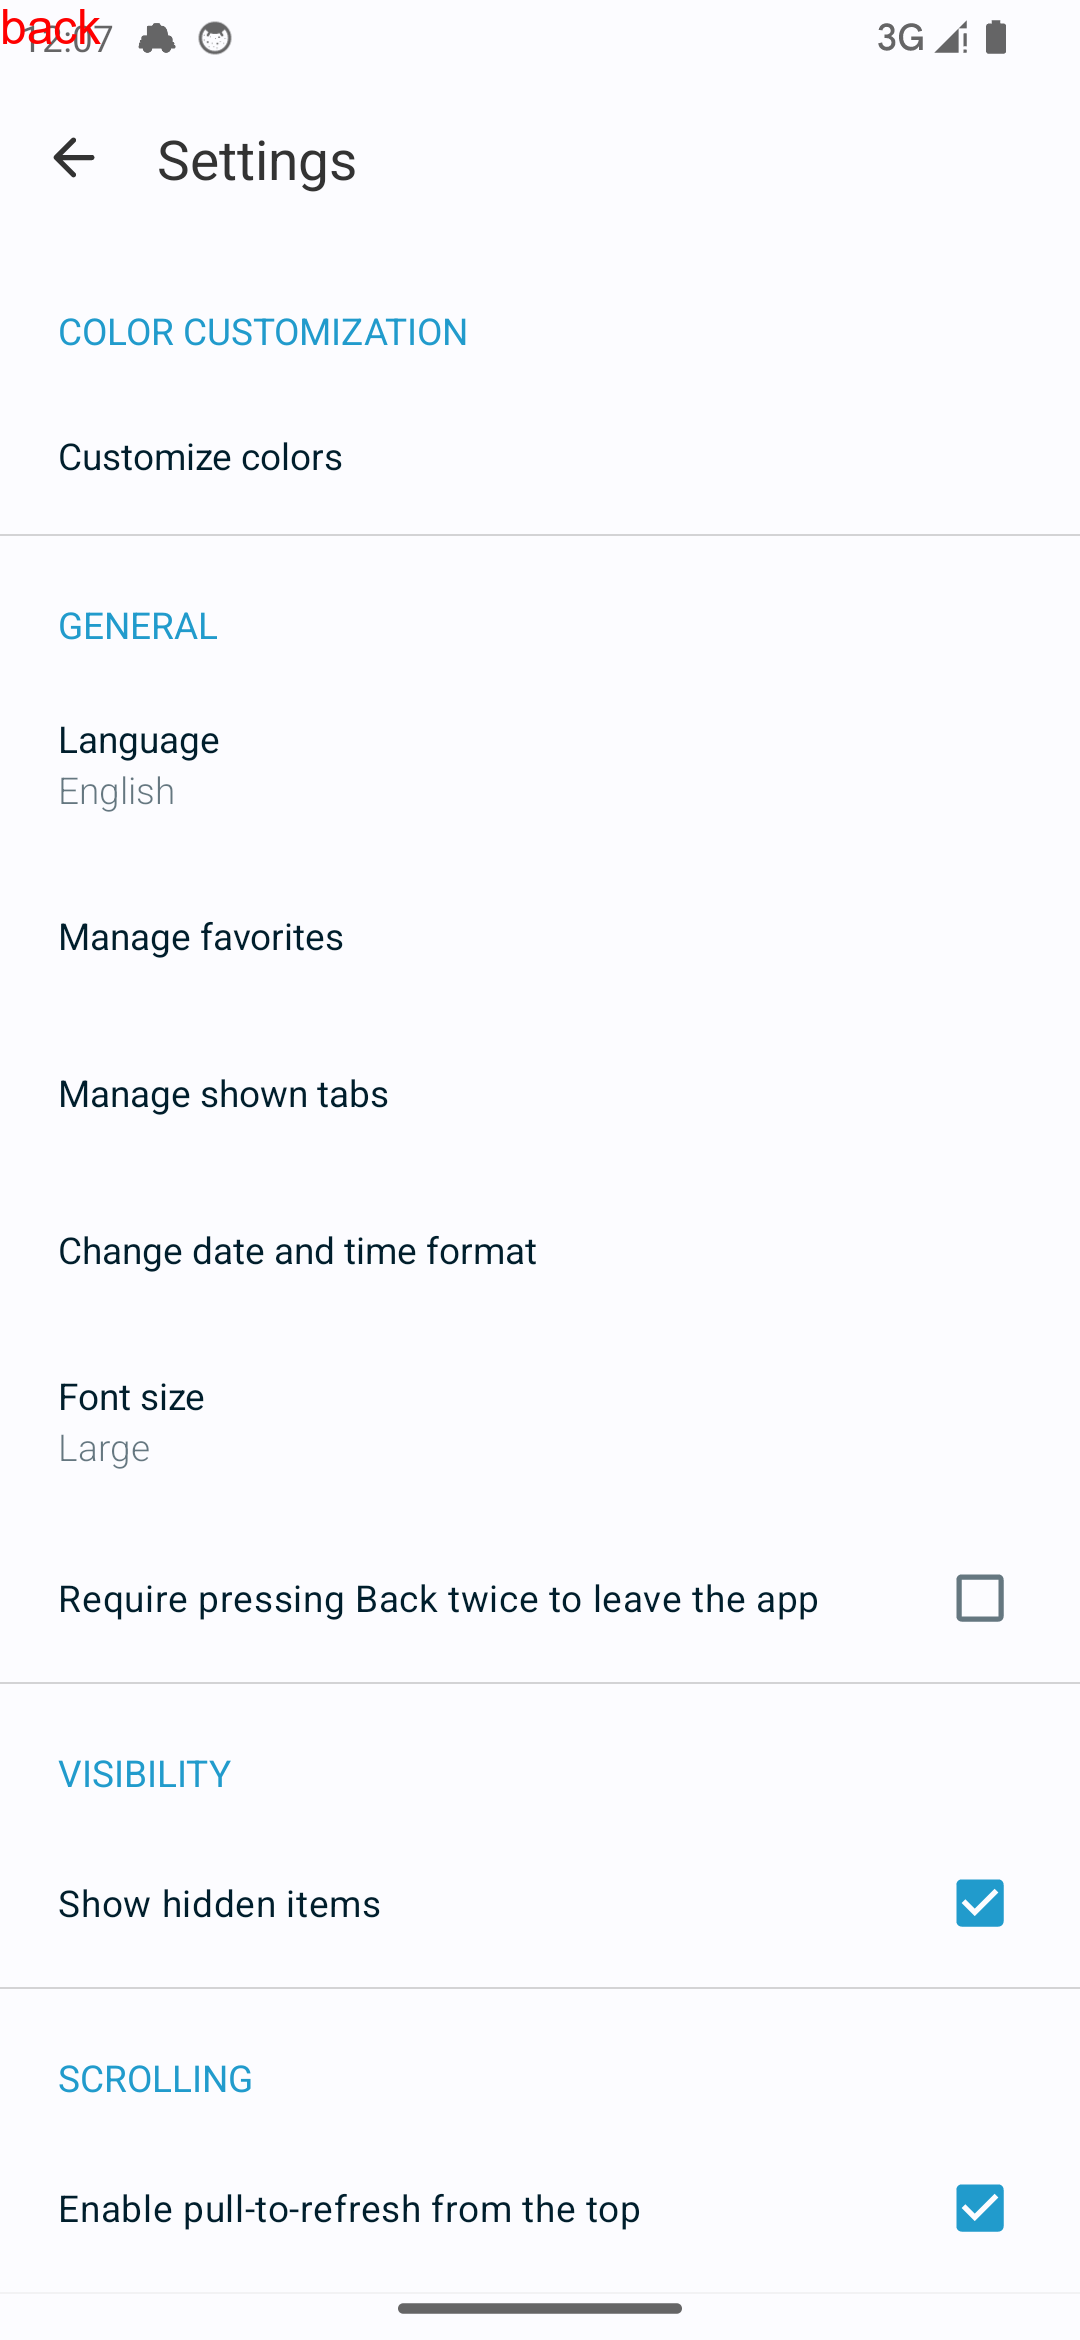 back
12:07
3G
Settings
COLOR CUSTOMIZATION
Customize colors
GENERAL
Language
English
Manage favorites
Manage shown tabs
Change date and time format
Font size
Large
Require pressing Back twice to leave the app
VISIBILITY
Show hidden items
SCROLLING
Enable pull-to-refresh from the top